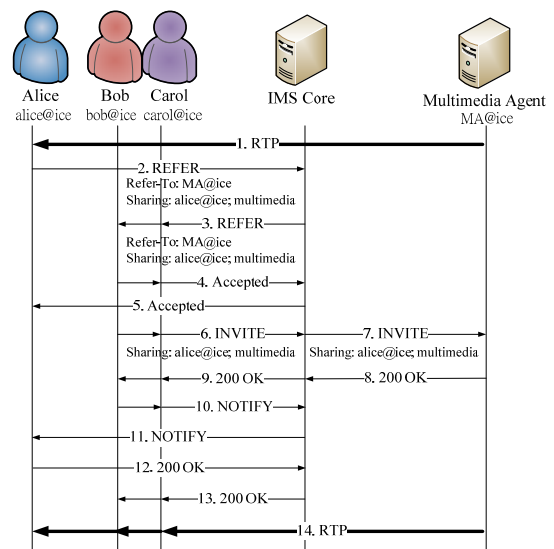 Alice
alice@ice
Bob
bob@ice
Carol
carol@ice
IMS Core
Multimedia Agent
MA@ice
1. RTP
2. REFER
Refer-To: MA@ice
Sharing: alice@ice; multimedia
3. REFER
Refer-To: MA@ice
Sharing: alice@ice; multimedia
4. Accepted
5. Accepted
6. INVITE
7. INVITE
Sharing: alice@ice; multimedia
Sharing: alice@ice; multimedia
9. 200 OK
8. 200 OK
10. NOTIFY
11. NOTIFY
12. 200 OK
13. 200 OK
14. RTP